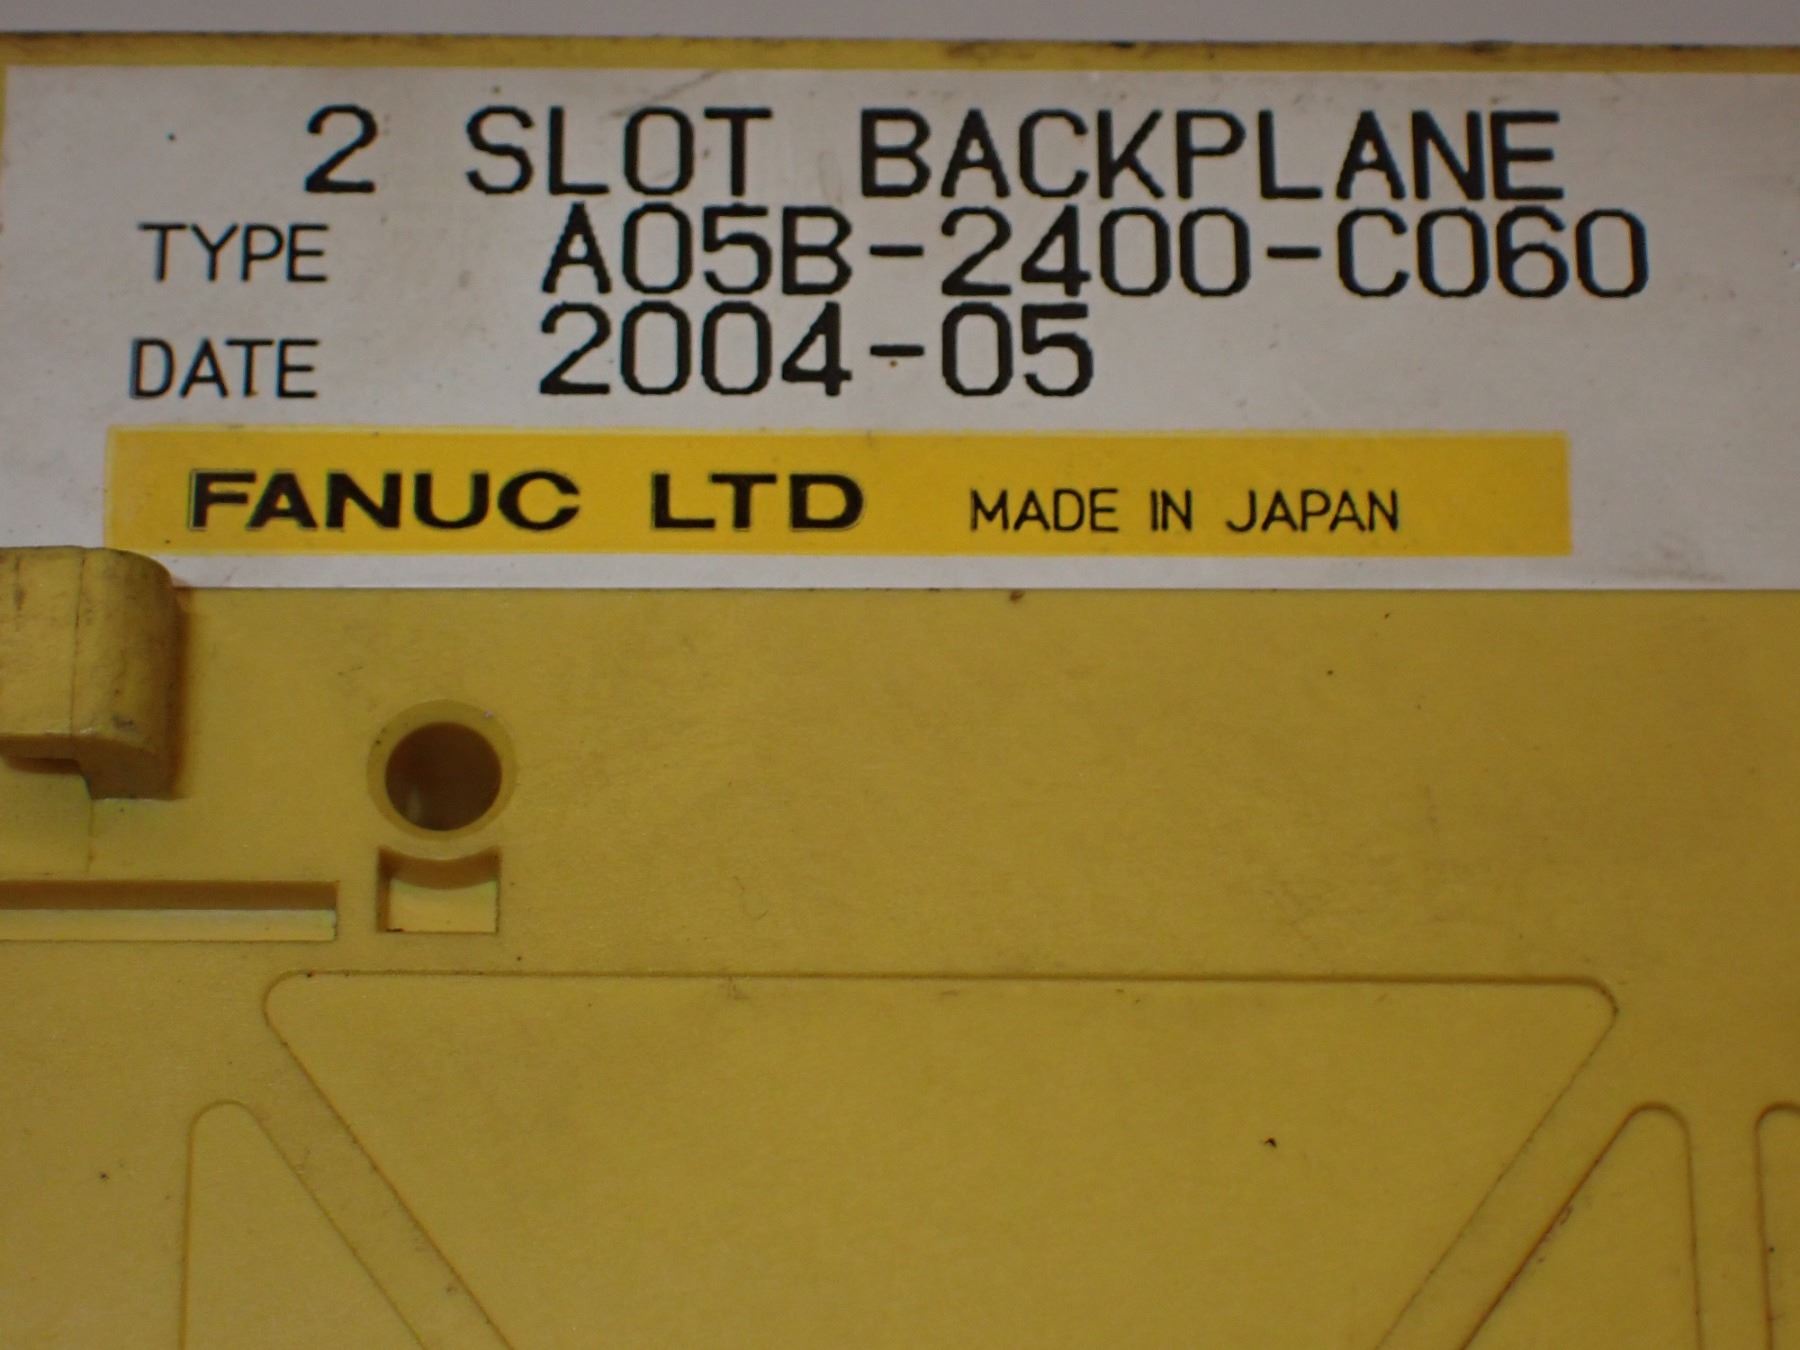 2 SLOT BACKPLANE
TYPE A05B-2400-C060
DATE 2004-05
FANUC LTD MADE IN JAPAN